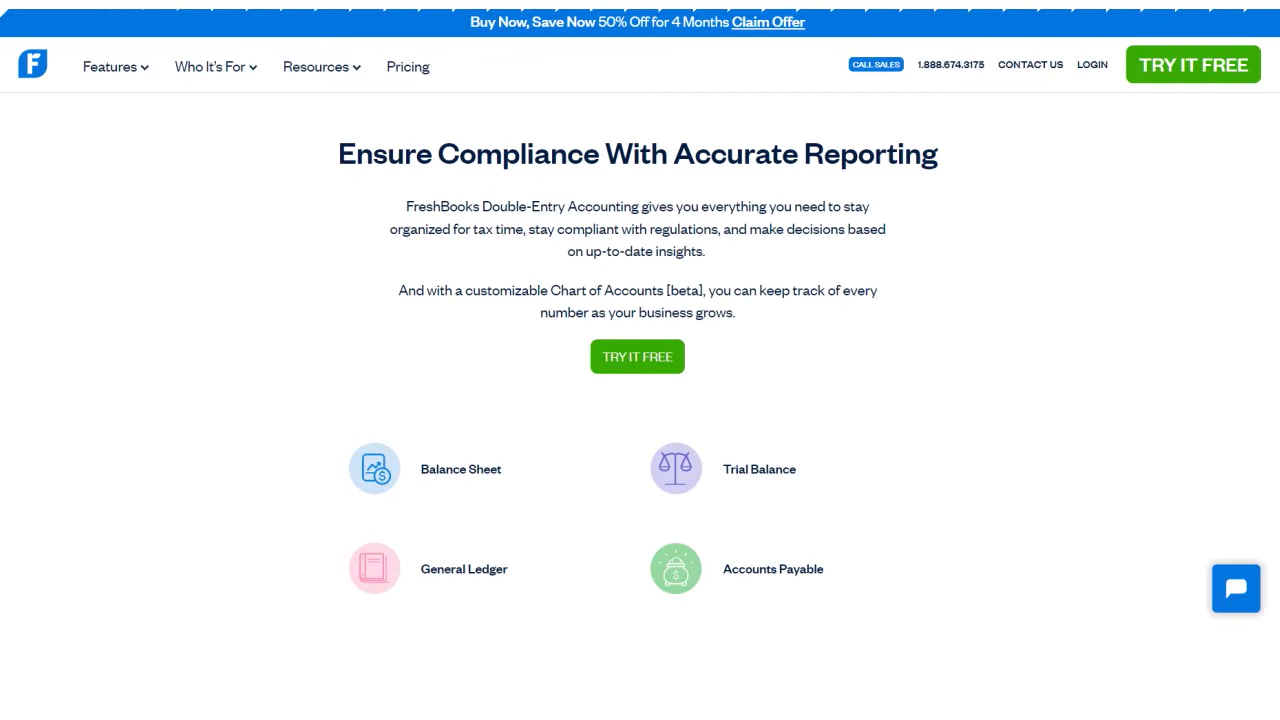 Buy Now, Save Now 50% Off for 4 Months Claim Offer
F
Features
Who It's For
Resources
Pricing
CALL SALES
1.888.674.3175
CONTACT US
LOGIN
TRY IT FREE
Ensure Compliance With Accurate Reporting
FreshBooks Double-Entry Accounting gives you everything you need to stay
organized for tax time, stay compliant with regulations, and make decisions based
on up-to-date insights.
And with a customizable Chart of Accounts [beta], you can keep track of every
number as your business grows.
TRY IT FREE
$
Balance Sheet
Trial Balance
General Ledger
$
Accounts Payable